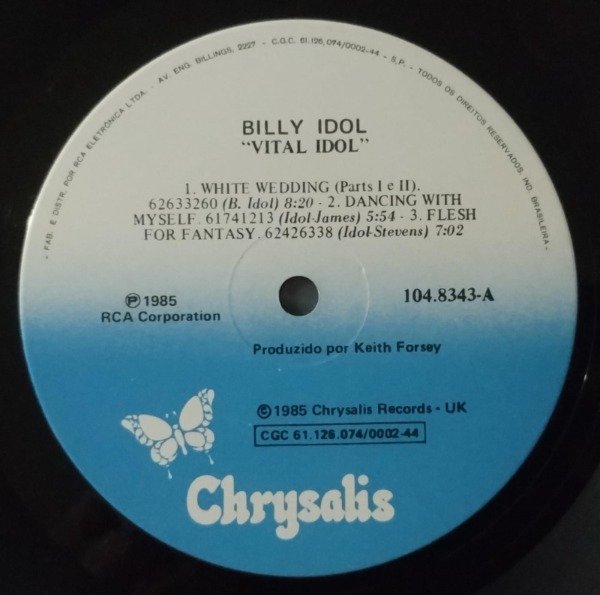 - FAB. E DISTR. POR RCA ELETRÔNICA LTDA. - AV. ENG. BILLINGS, 2227 - C.G.C. 61.126.074/0002-44 - S.P. - TODOS OS DIREITOS RESERVADOS. IND. BRASILEIRA -
BILLY IDOL
"VITAL IDOL"
1. WHITE WEDDING (Parts I e II).
62633260 (B. Idol) 8:20 - 2. DANCING WITH
MYSELF. 61741213 (Idol-James) 5:54 - 3. FLESH
FOR FANTASY. 62426338 (Idol-Stevens) 7:02
℗ 1985
RCA Corporation
104.8343-A
Produzido por Keith Forsey
© 1985 Chrysalis Records - UK
CGC 61.126.074/0002-44
Chrysalis